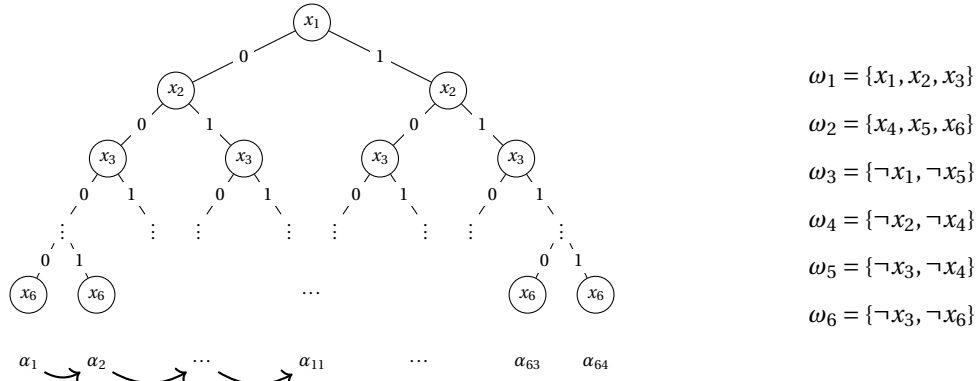 x₁
0 1
x₂ x₂
0 1 0 1
x₃ x₃ x₃ x₃
0 1 0 1 0 1 0 1
⋮ ⋮ ⋮ ⋮ ⋮ ⋮ ⋮ ⋮
0 1 0 1
x₆ x₆ ... x₆ x₆
α₁ α₂ ... α₁₁ ... α₆₃ α₆₄
ω₁ = {x₁, x₂, x₃}
ω₂ = {x₄, x₅, x₆}
ω₃ = {¬x₁, ¬x₅}
ω₄ = {¬x₂, ¬x₄}
ω₅ = {¬x₃, ¬x₄}
ω₆ = {¬x₃, ¬x₆}